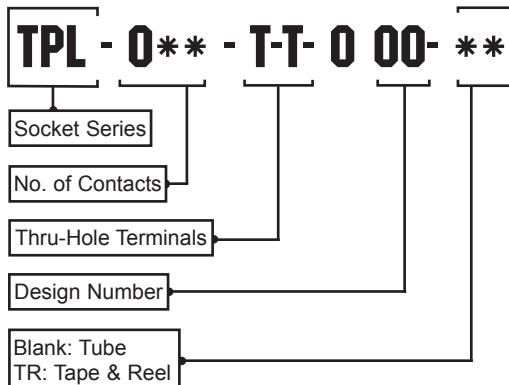 TPL - 0** - T-T- 0 00- **
Socket Series
No. of Contacts
Thru-Hole Terminals
Design Number
Blank: Tube
TR: Tape & Reel